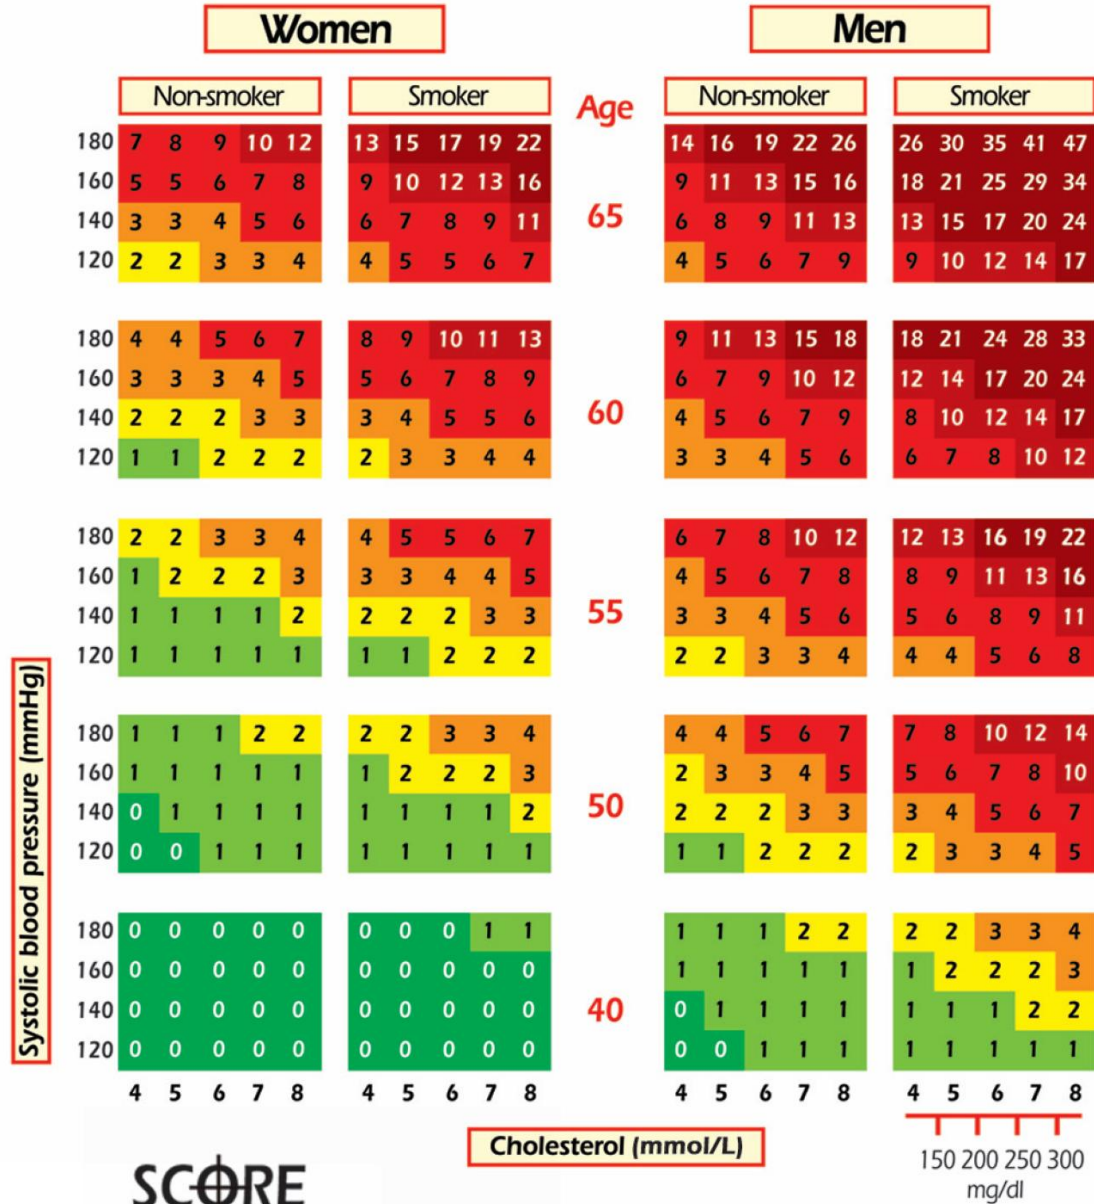 Women Men
Non-smoker Smoker Age Non-smoker Smoker
180 7 8 9 10 12 13 15 17 19 22 14 16 19 22 26 26 30 35 41 47
160 5 5 6 7 8 9 10 12 13 16 9 11 13 15 16 18 21 25 29 34
65
140 3 3 4 5 6 6 7 8 9 11 6 8 9 11 13 13 15 17 20 24
120 2 2 3 3 4 4 5 5 6 7 4 5 6 7 9 9 10 12 14 17
180 4 4 5 6 7 8 9 10 11 13 9 11 13 15 18 18 21 24 28 33
160 3 3 3 4 5 5 6 7 8 9 6 7 9 10 12 12 14 17 20 24
60
140 2 2 2 3 3 3 4 5 5 6 4 5 6 7 9 8 10 12 14 17
120 1 1 2 2 2 2 3 3 4 4 3 3 4 5 6 6 7 8 10 12
180 2 2 3 3 4 4 5 5 6 7 6 7 8 10 12 12 13 16 19 22
160 1 2 2 2 3 3 3 4 4 5 4 5 6 7 8 8 9 11 13 16
55
140 1 1 1 1 2 2 2 2 3 3 3 3 4 5 6 5 6 8 9 11
120 1 1 1 1 1 1 1 2 2 2 2 2 3 3 4 4 4 5 6 8
180 1 1 1 2 2 2 2 3 3 4 4 4 5 6 7 7 8 10 12 14
160 1 1 1 1 1 1 2 2 2 3 2 3 3 4 5 5 6 7 8 10
50
140 0 1 1 1 1 1 1 1 1 2 2 2 2 3 3 3 4 5 6 7
120 0 0 1 1 1 1 1 1 1 1 1 1 2 2 2 2 3 3 4 5
180 0 0 0 0 0 0 0 0 1 1 1 1 1 2 2 2 2 3 3 4
160 0 0 0 0 0 0 0 0 0 0 1 1 1 1 1 1 2 2 2 3
40
140 0 0 0 0 0 0 0 0 0 0 0 1 1 1 1 1 1 1 2 2
120 0 0 0 0 0 0 0 0 0 0 0 0 1 1 1 1 1 1 1 1
4 5 6 7 8 4 5 6 7 8 4 5 6 7 8 4 5 6 7 8
Systolic blood pressure (mmHg)
Cholesterol (mmol/L)
150 200 250 300
mg/dl
SCORE